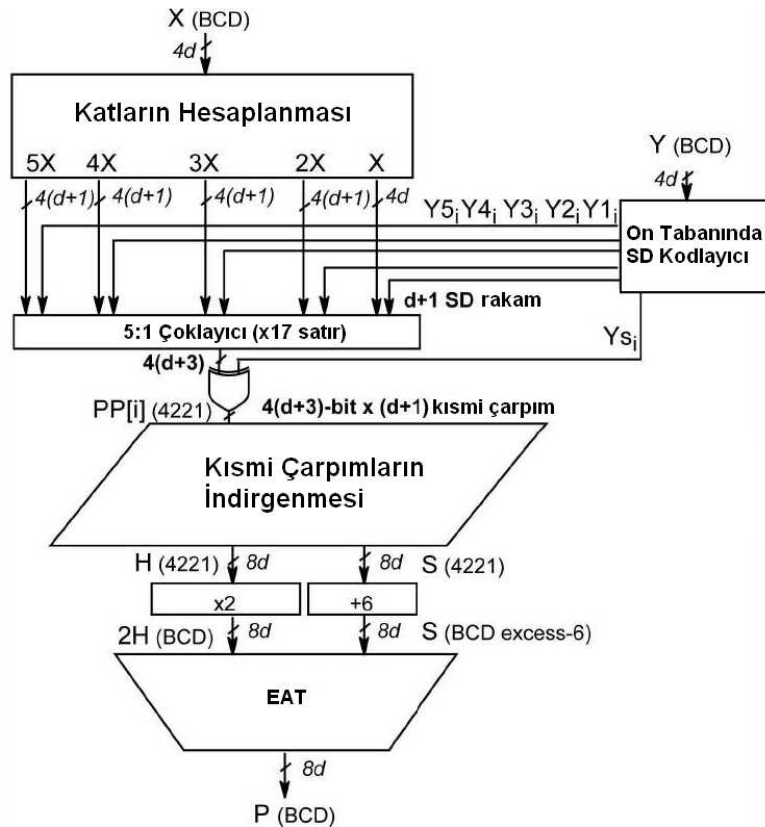 X (BCD)
4d
Katların Hesaplanması
5X 4X 3X 2X X
4(d+1) 4(d+1) 4(d+1) 4(d+1) 4d
Y (BCD)
4d
Y5i Y4i Y3i Y2i Y1i
On Tabanında
SD Kodlayıcı
d+1 SD rakam
5:1 Çoklayıcı (x17 satır)
Ysi
4(d+3)
PP[i] (4221)
4(d+3)-bit x (d+1) kısmi çarpım
Kısmi Çarpımların
İndirgenmesi
H (4221) 8d 8d S (4221)
x2 +6
2H (BCD) 8d 8d S (BCD excess-6)
EAT
8d
P (BCD)